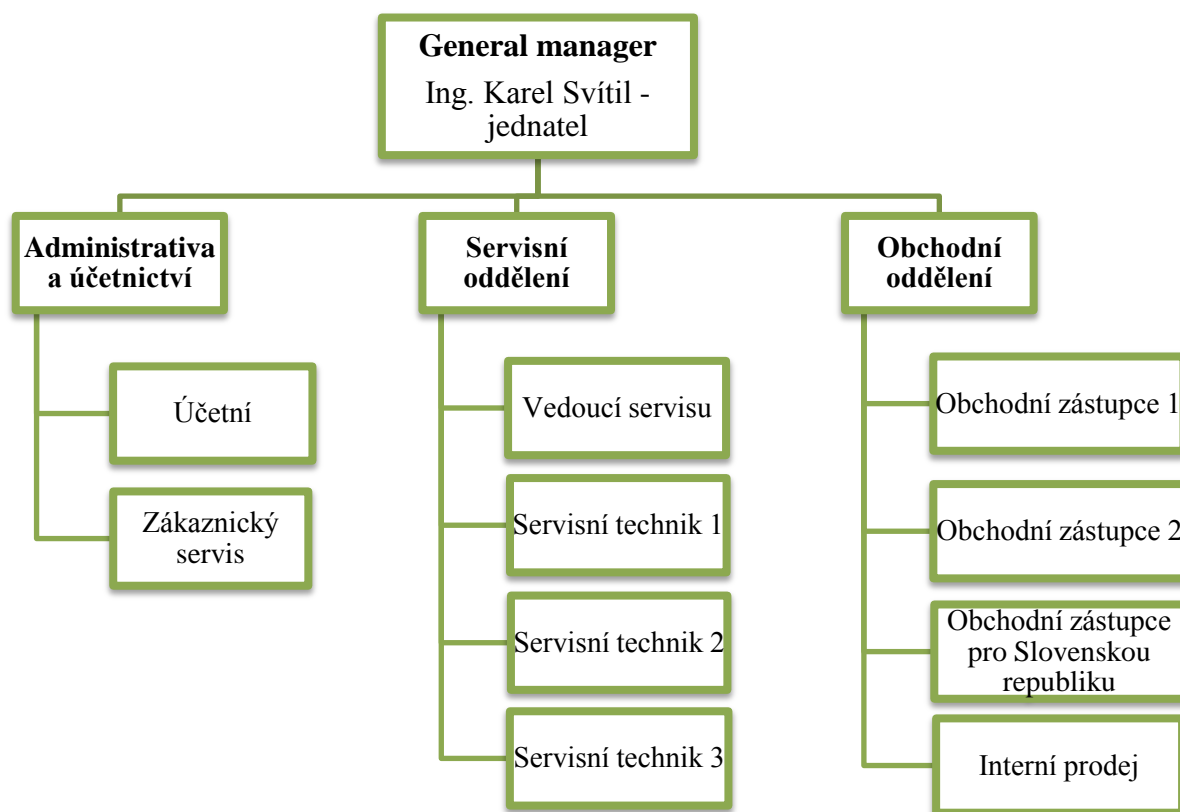 General manager
Ing. Karel Svítil -
jednatel
Administrativa
a účetnictví
Účetní
Zákaznický
servis
Servisní
oddělení
Vedoucí servisu
Servisní technik 1
Servisní technik 2
Servisní technik 3
Obchodní
oddělení
Obchodní zástupce 1
Obchodní zástupce 2
Obchodní zástupce
pro Slovenskou
republiku
Interní prodej